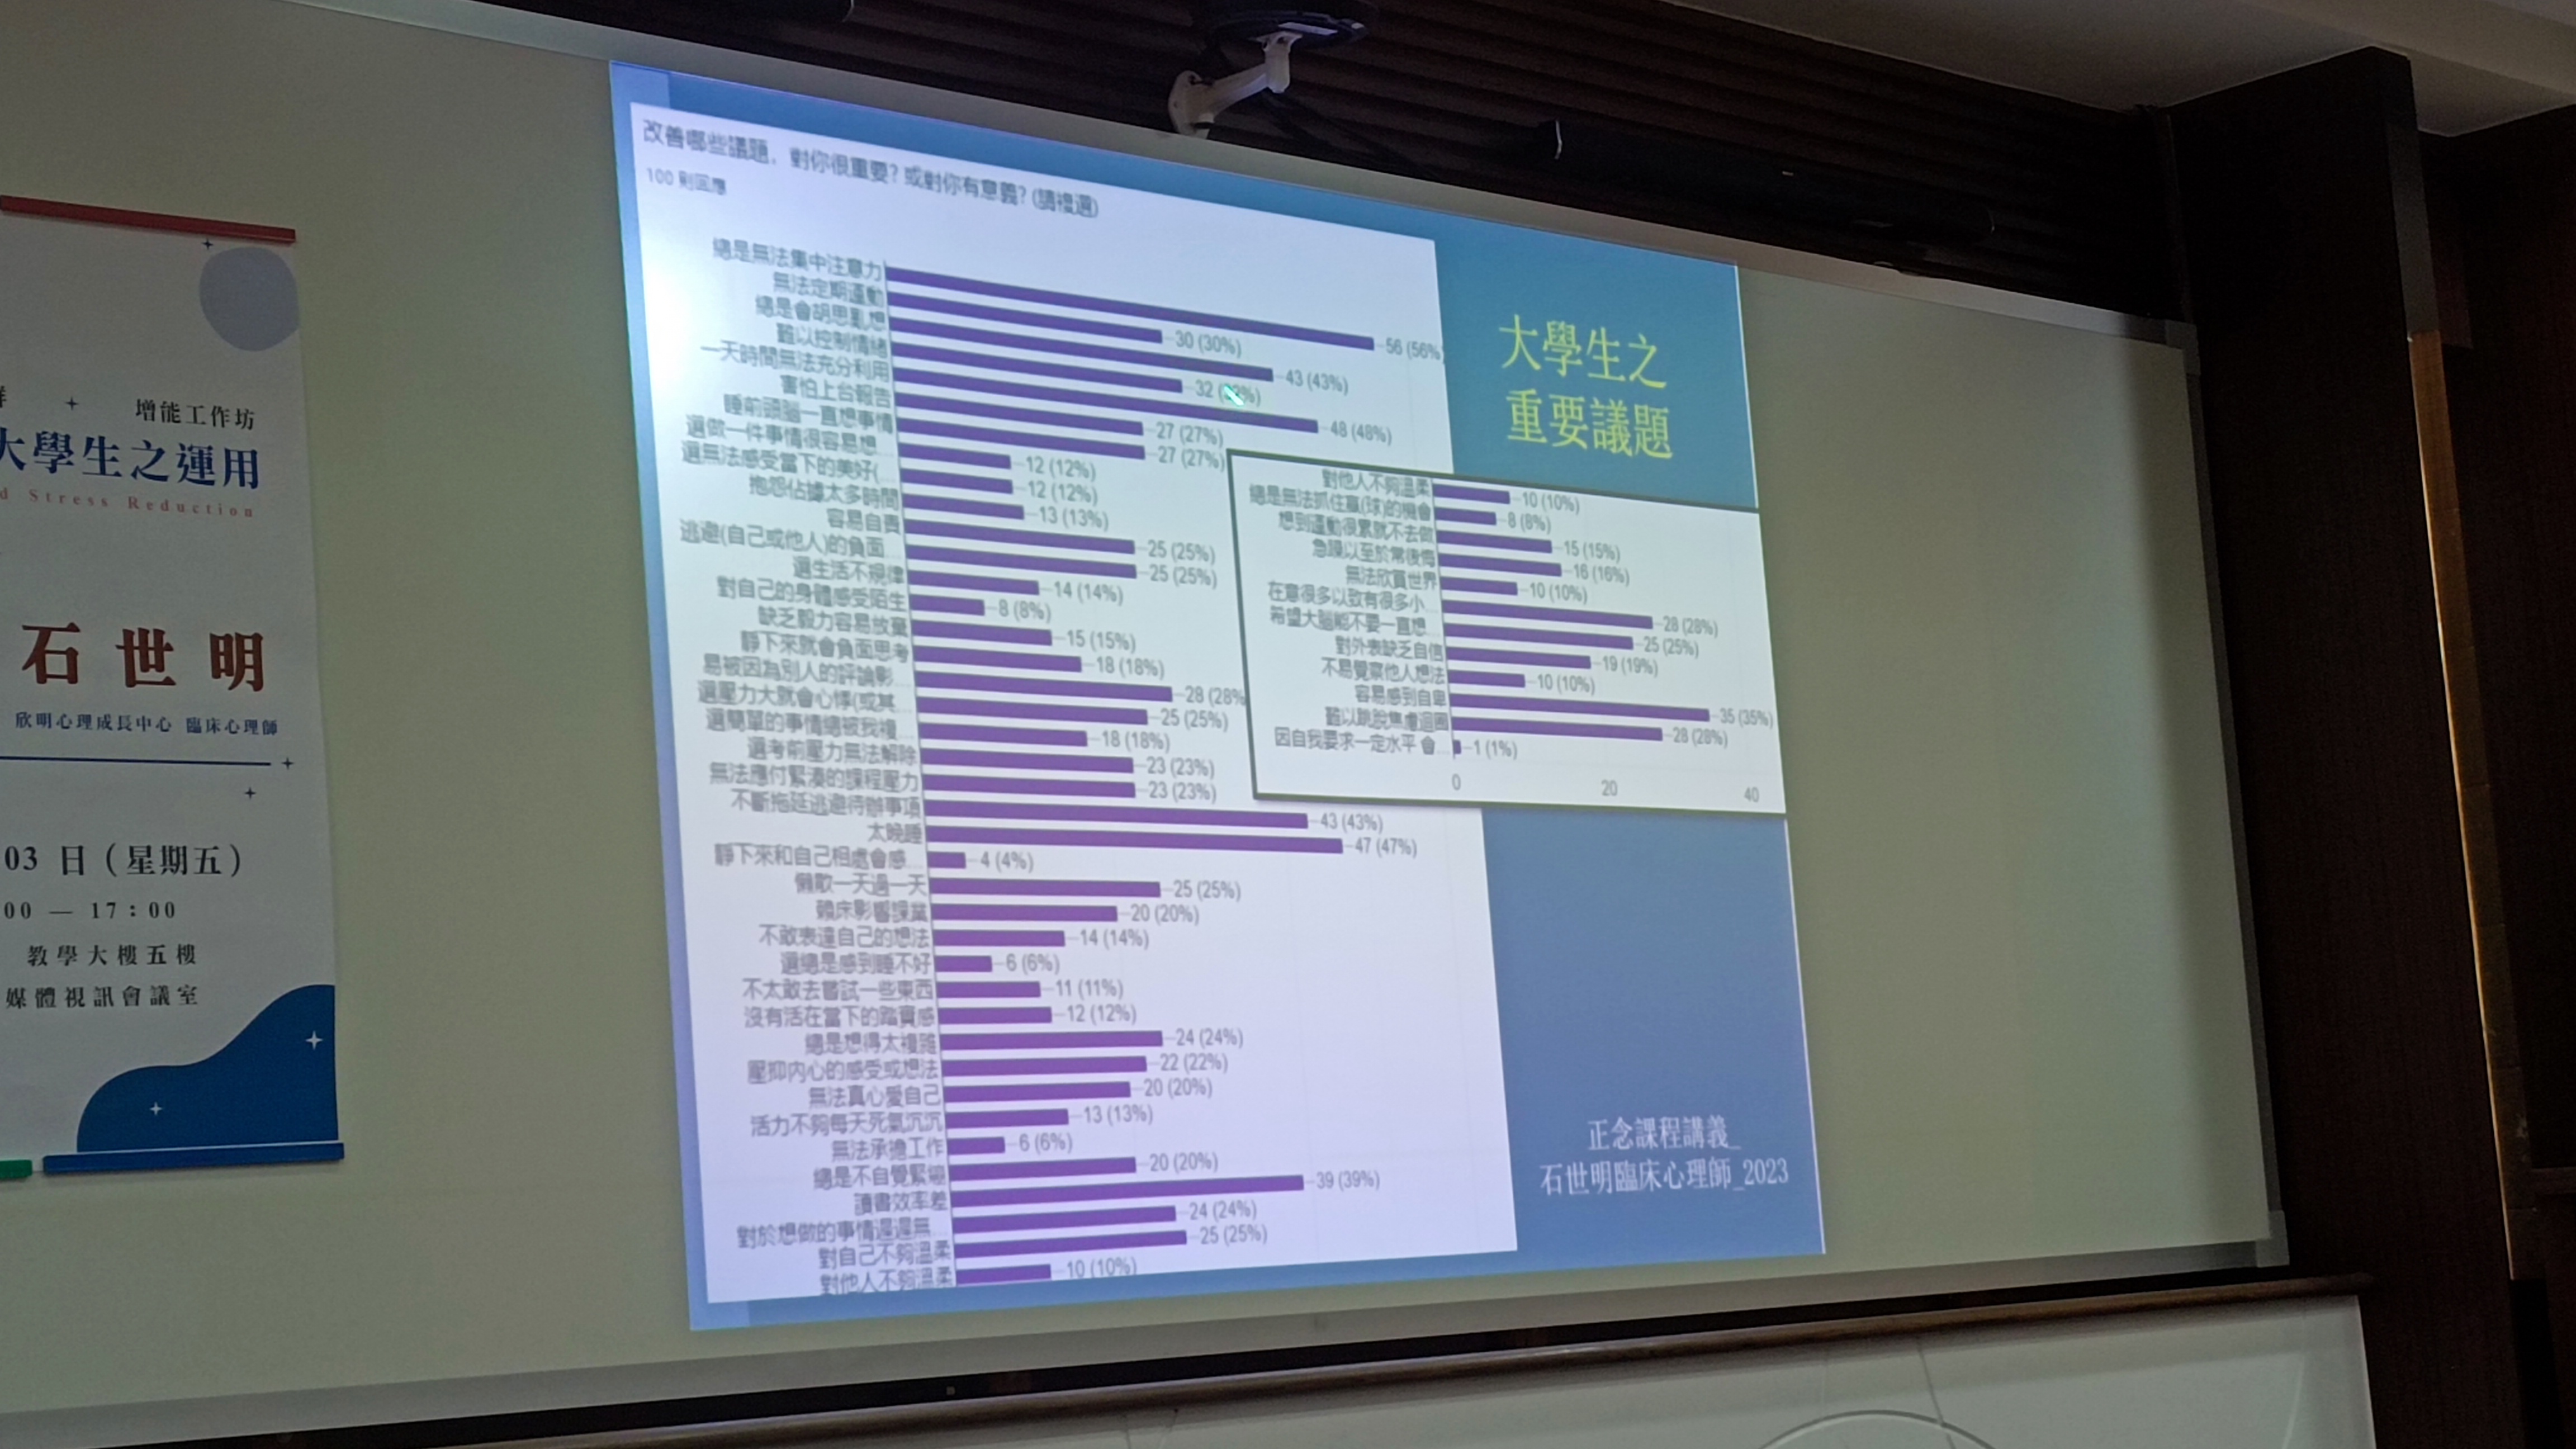 增能工作坊
大學生之運用
d Stress Reduction
石世明
欣明心理成長中心 臨床心理師
03 日（星期五）
00 — 17：00
教學大樓五樓
媒體視訊會議室
改善哪些議題，對你很重要? 或對你有意義? (請複選)
100 則回應
總是無法集中注意力 56 (56%
無法定期運動 30 (30%)
總是會胡思亂想 43 (43%)
難以控制情緒 32
一天時間無法充分利用 48 (48%)
害怕上台報告 27 (27%)
睡前頭腦一直想事情 27 (27%)
選做一件事情很容易想… 12 (12%)
選無法感受當下的美好(… 12 (12%)
抱怨佔據太多時間 13 (13%)
容易自責 25 (25%)
逃避(自己或他人)的負面… 25 (25%)
選生活不規律 14 (14%)
對自己的身體感受陌生 8 (8%)
缺乏毅力容易放棄 15 (15%)
靜下來就會負面思考 18 (18%)
易被因為別人的評論影… 28 (28%
選壓力大就會心悸(或其… 25 (25%)
選簡單的事情總被我複… 18 (18%)
選考前壓力無法解除 23 (23%)
無法應付緊湊的課程壓力 23 (23%)
不斷拖延逃避待辦事項 43 (43%)
太晚睡 47 (47%)
靜下來和自己相處會感… 4 (4%)
懶散一天過一天 25 (25%)
賴床影響課業 20 (20%)
不敢表達自己的想法 14 (14%)
選總是感到睡不好 6 (6%)
不太敢去嘗試一些東西 11 (11%)
沒有活在當下的踏實感 12 (12%)
總是想得太複雜 24 (24%)
壓抑內心的感受或想法 22 (22%)
無法真心愛自己 20 (20%)
活力不夠每天死氣沉沉 13 (13%)
無法承擔工作 6 (6%)
總是不自覺緊繃 20 (20%)
讀書效率差 39 (39%)
對於想做的事情遲遲無… 24 (24%)
對自己不夠溫柔 25 (25%)
對他人不夠溫柔 10 (10%)
大學生之
重要議題
對他人不夠溫柔 10 (10%)
總是無法抓住贏(球)的機會 8 (8%)
想到運動很累就不去做 15 (15%)
急躁以至於常後悔 16 (16%)
無法欣賞世界 10 (10%)
在意很多以致有很多小… 28 (28%)
希望大腦能不要一直想… 25 (25%)
對外表缺乏自信 19 (19%)
不易覺察他人想法 10 (10%)
容易感到自卑 35 (35%)
難以跳脫焦慮迴圈 28 (28%)
因自我要求一定水平 會… 1 (1%)
0 20 40
正念課程講義_
石世明臨床心理師_2023